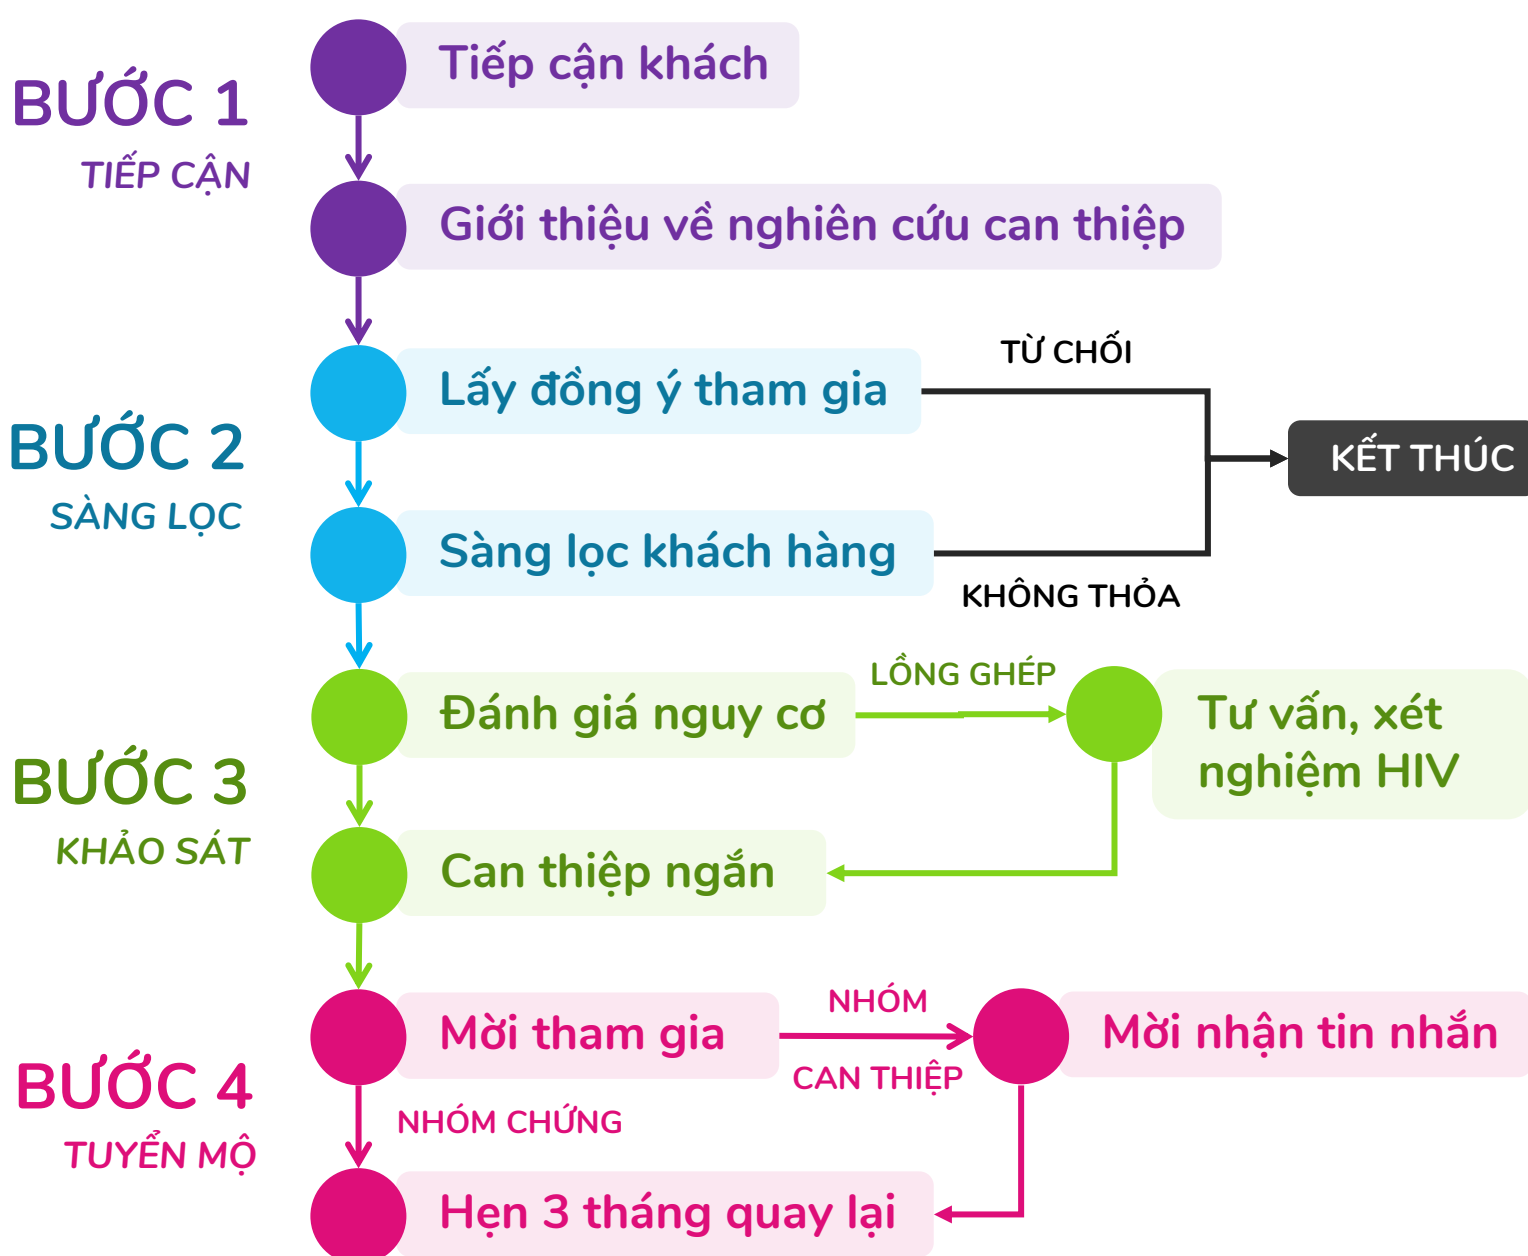 BƯỚC 1
TIẾP CẬN
Tiếp cận khách
Giới thiệu về nghiên cứu can thiệp
BƯỚC 2
SÀNG LỌC
Lấy đồng ý tham gia
TỪ CHỐI
KẾT THÚC
Sàng lọc khách hàng
KHÔNG THỎA
BƯỚC 3
KHẢO SÁT
Đánh giá nguy cơ
LỒNG GHÉP
Tư vấn, xét
nghiệm HIV
Can thiệp ngắn
BƯỚC 4
TUYỂN MỘ
Mời tham gia
NHÓM
CAN THIỆP
Mời nhận tin nhắn
NHÓM CHỨNG
Hẹn 3 tháng quay lại